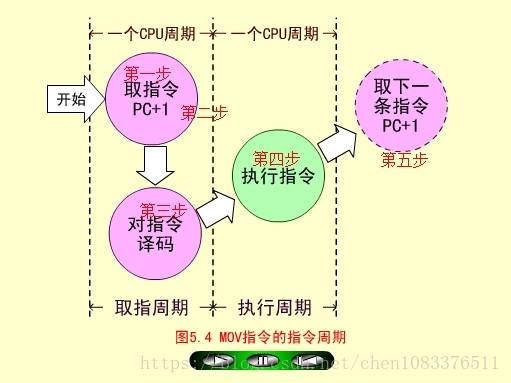 一个CPU周期
一个CPU周期
开始
第一步
取指令
PC+1
第二步
第三步
对指令
译码
第四步
执行指令
取下一
条指令
PC+1
第五步
取指周期
执行周期
图5.4 MOV指令的指令周期
https://blog.csdn.net/chen1083376511